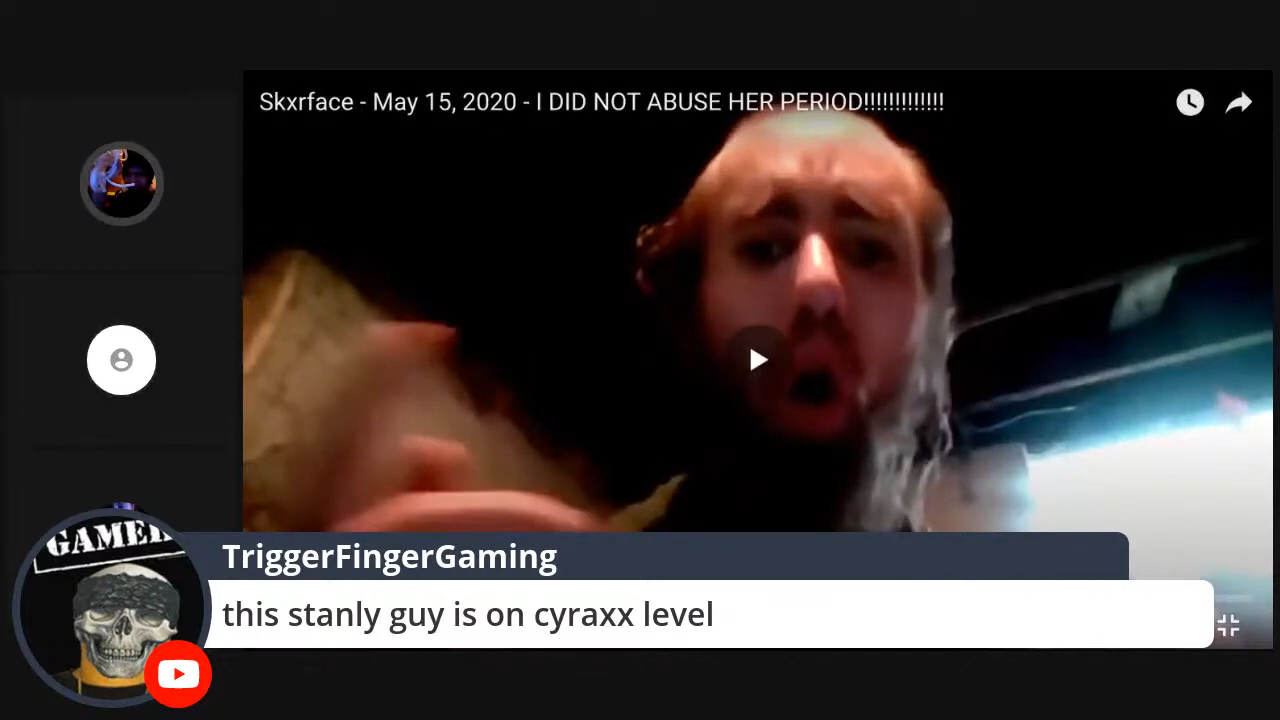 Skxrface - May 15, 2020 - I DID NOT ABUSE HER PERIOD!!!!!!!!!!!!!
GAMER
TriggerFingerGaming
this stanly guy is on cyraxx level